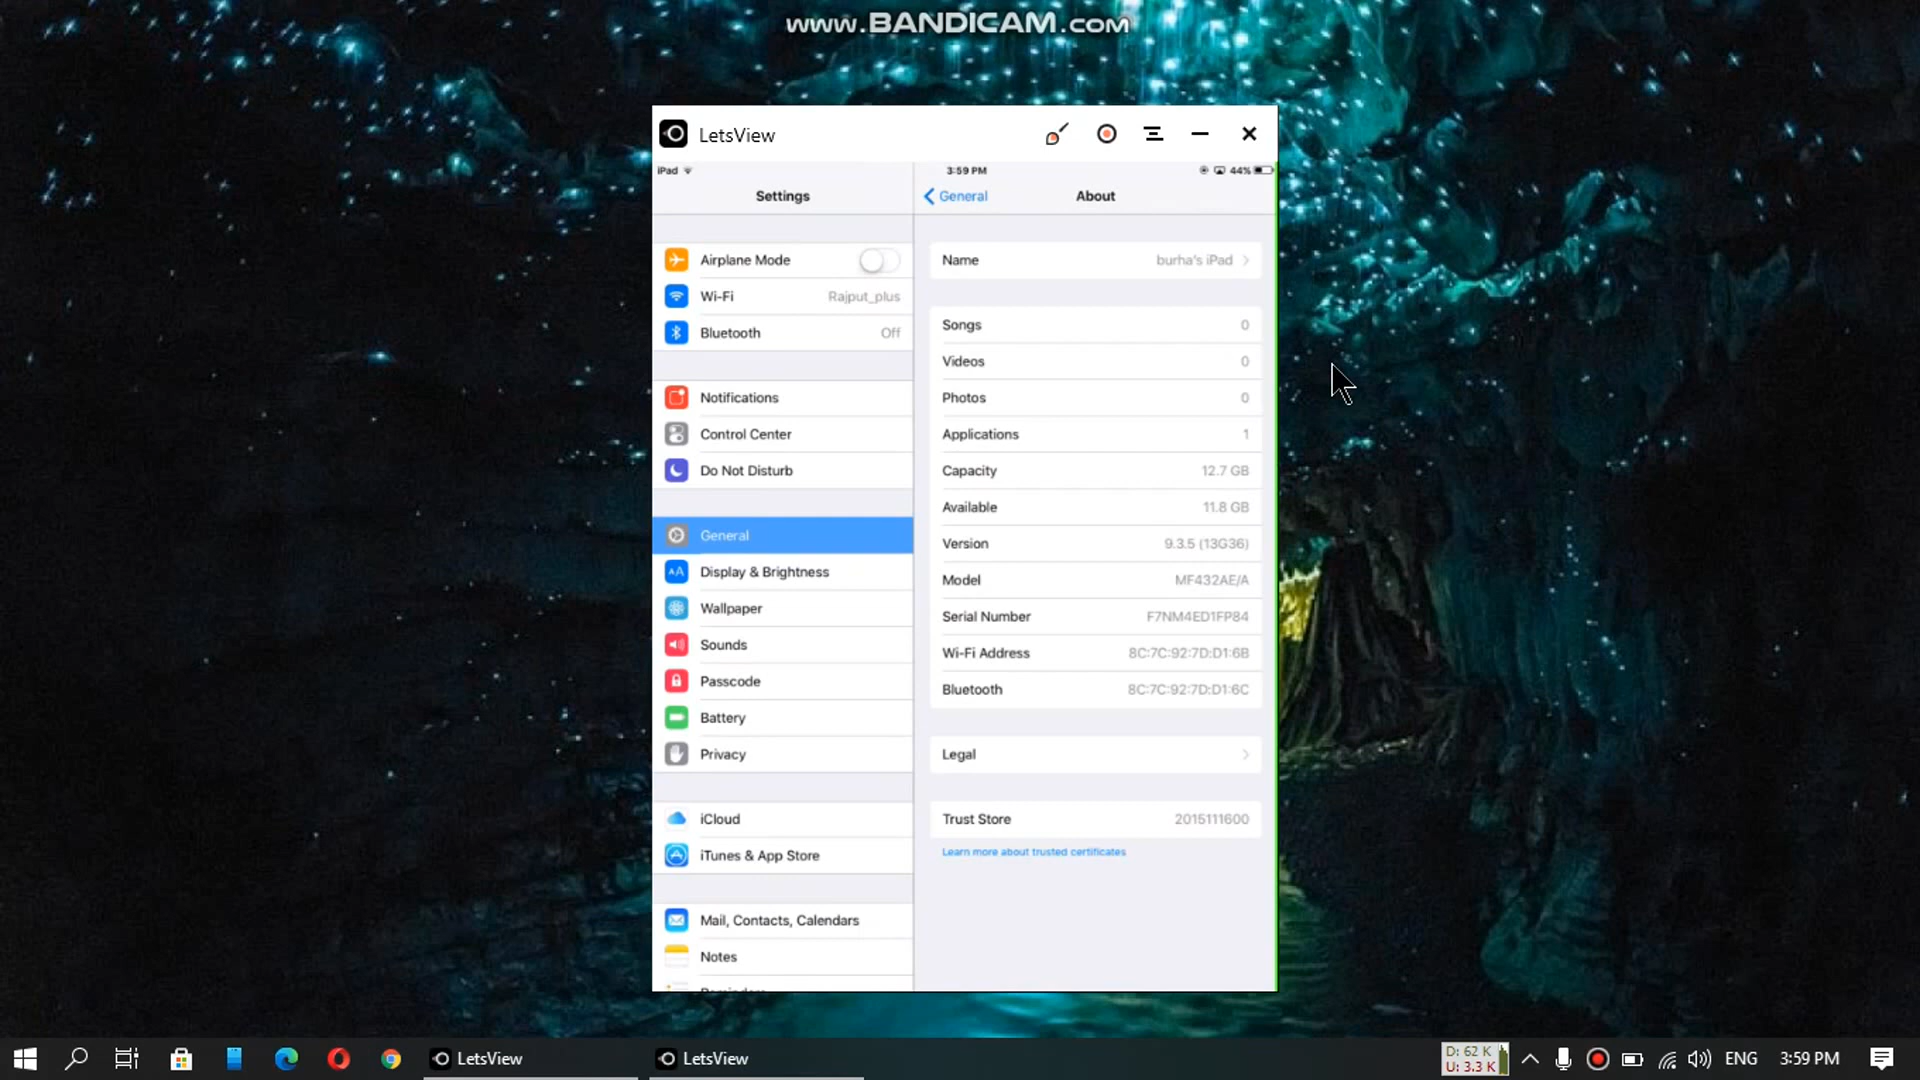 www.BANDICAM.com
LetsView
iPad
3:59 PM
44%
Settings
General
About
Airplane Mode
Wi-Fi
Rajput_plus
Bluetooth
Off
Notifications
Control Center
Do Not Disturb
General
Display & Brightness
AA
Wallpaper
Sounds
Passcode
Battery
Privacy
iCloud
iTunes & App Store
Mail, Contacts, Calendars
Notes
Reminders
Name
burha's iPad
Songs
0
Videos
0
Photos
0
Applications
1
Capacity
12.7 GB
Available
11.8 GB
Version
9.3.5 (13G36)
Model
MF432AE/A
Serial Number
F7NM4ED1FP84
Wi-Fi Address
8C:7C:92:7D:D1:6B
Bluetooth
8C:7C:92:7D:D1:6C
Legal
Trust Store
2015111600
Learn more about trusted certificates
LetsView
LetsView
D: 62 K
U: 3.3 K
ENG
3:59 PM